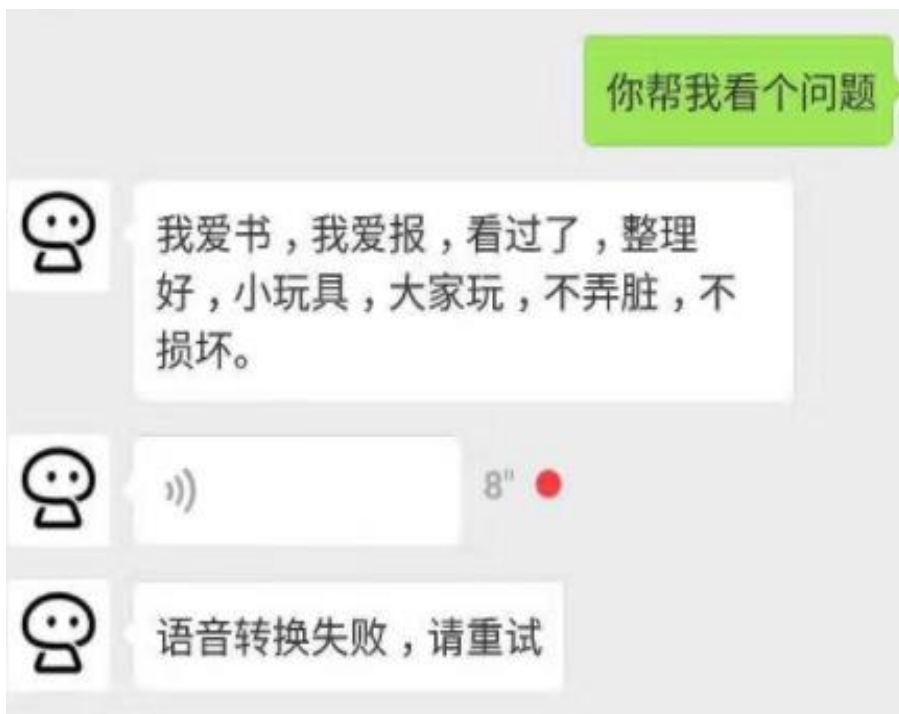 你帮我看个问题
我爱书，我爱报，看过了，整理
好，小玩具，大家玩，不弄脏，不
损坏。
8"
语音转换失败，请重试